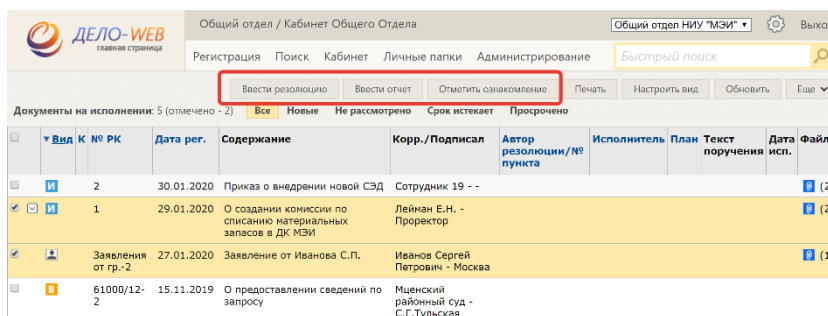 Общий отдел / Кабинет Общего Отдела
Общий отдел НИУ "МЭИ"
ДЕЛО-WEB
главная страница
Регистрация Поиск Кабинет Личные папки Администрирование Быстрый поиск
Ввести резолюцию Ввести отчет Отметить ознакомление Печать Настроить вид Обновить Еще
Документы на исполнении: 5 (отмечено - 2) Все Новые Не рассмотрено Срок истекает Просрочено
Вид К № РК Дата рег. Содержание Корр./Подписал Автор резолюции/№ пункта Исполнитель План Текст поручения Дата исп.
И 2 30.01.2020 Приказ о внедрении новой СЭД Сотрудник 19 - - (2
И 1 29.01.2020 О создании комиссии по Лейман Е.Н. - (2
списанию материальных Проректор
запасов в ДК МЭИ
Заявления 27.01.2020 Заявление от Иванова С.П. Иванов Сергей (1
от гр.-2 Петрович - Москва
В 61000/12- 15.11.2019 О предоставлении сведений по Мценский
2 запросу районный суд -
С.Г.Тульская